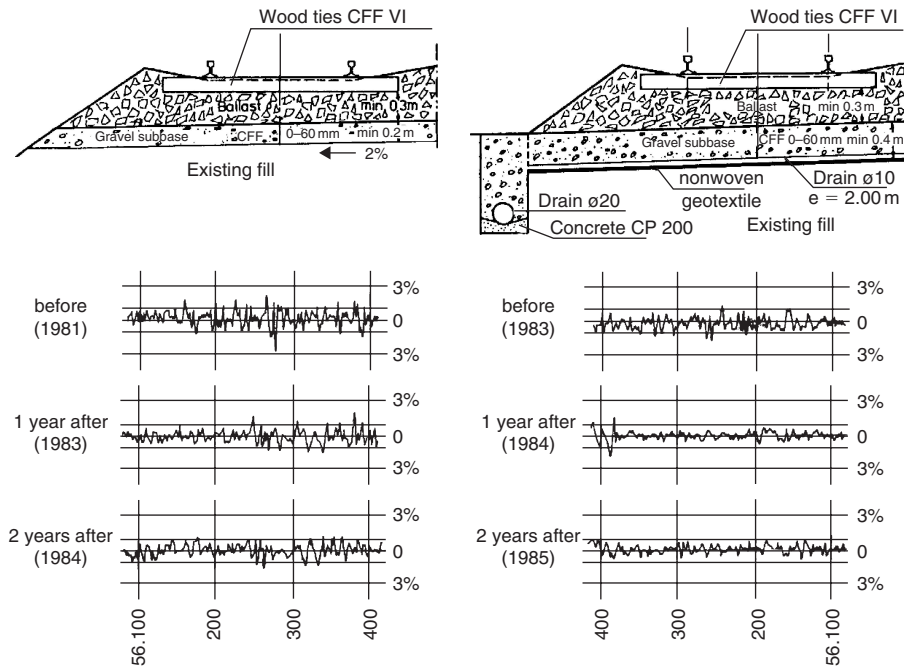 Wood ties CFF VI
Ballast min 0.3m
Gravel subbase CFF 0–60 mm min 0.2 m
2%
Existing fill
Wood ties CFF VI
Ballast min 0.3 m
Gravel subbase CFF 0–60 mm min 0.4 m
nonwoven
geotextile
Drain ø10
e = 2.00 m
Drain ø20
Concrete CP 200
Existing fill
before
(1981)
3%
0
3%
1 year after
(1983)
3%
0
3%
2 years after
(1984)
3%
0
3%
56.100
200
300
400
before
(1983)
3%
0
3%
1 year after
(1984)
3%
0
3%
2 years after
(1985)
3%
0
3%
400
300
200
56.100